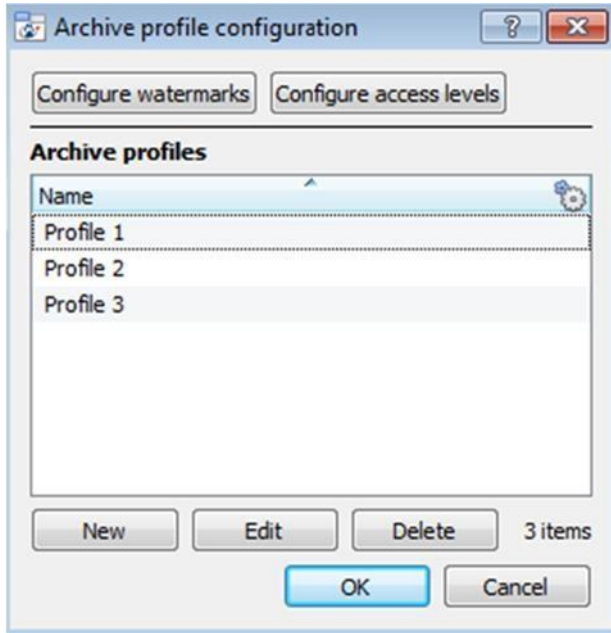 Archive profile configuration
Configure watermarks Configure access levels
Archive profiles
Name
Profile 1
Profile 2
Profile 3
New Edit Delete 3 items
OK Cancel